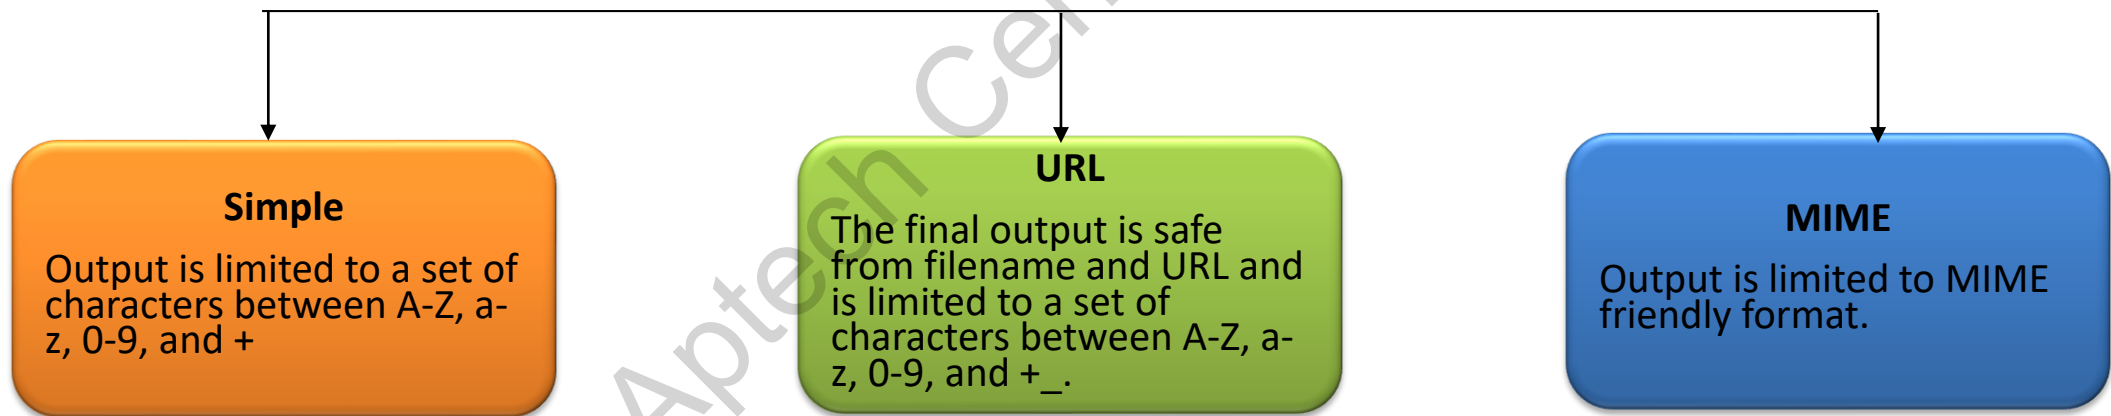 Simple
Output is limited to a set of
characters between A-Z, a-
z, 0-9, and +
URL
The final output is safe
from filename and URL and
is limited to a set of
characters between A-Z, a-
z, 0-9, and +_.
MIME
Output is limited to MIME
friendly format.
Aptech